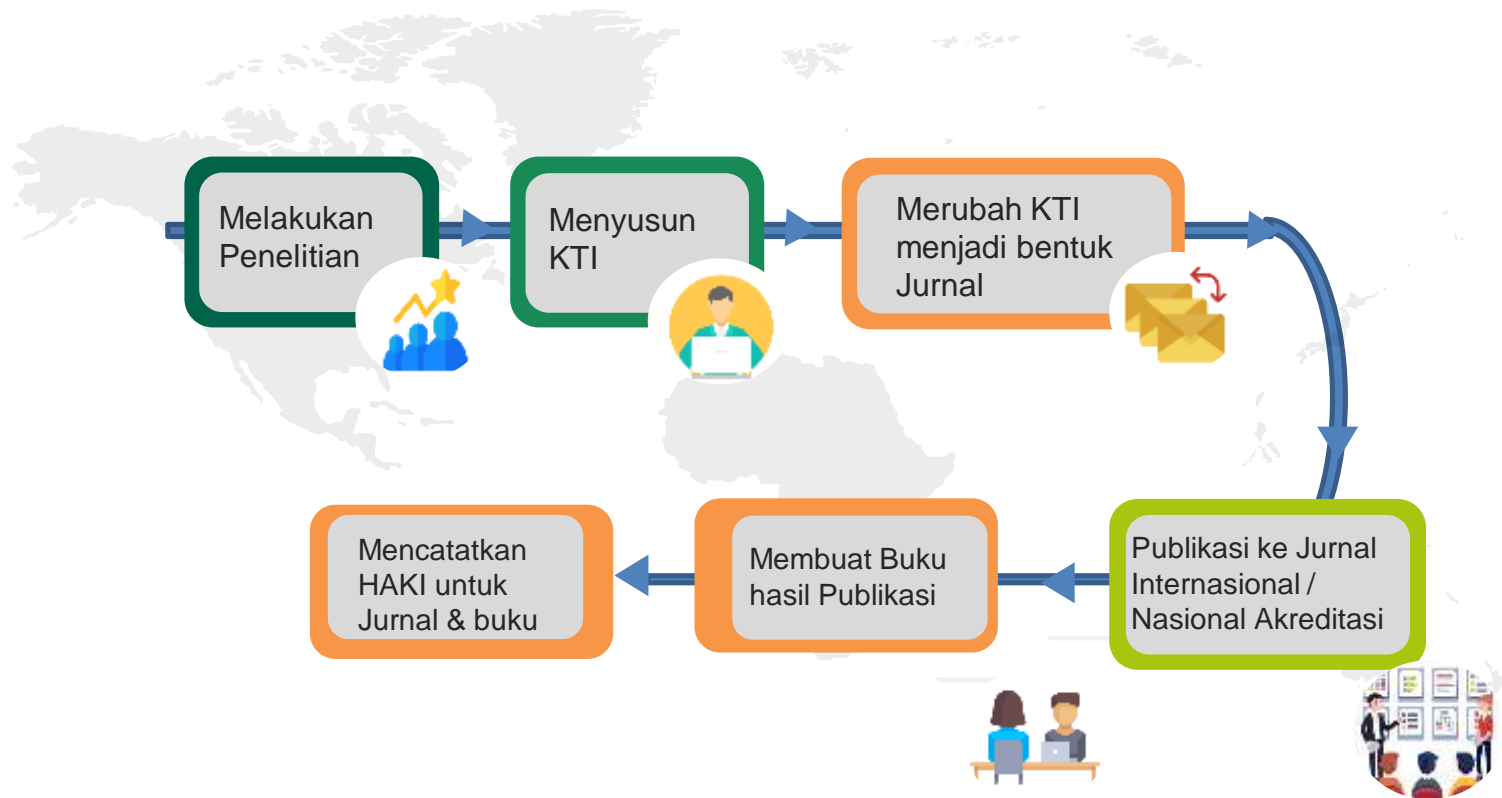 Melakukan
Penelitian
Menyusun
KTI
Merubah KTI
menjadi bentuk
Jurnal
Publikasi ke Jurnal
Internasional /
Nasional Akreditasi
Membuat Buku
hasil Publikasi
Mencatatkan
HAKI untuk
Jurnal & buku